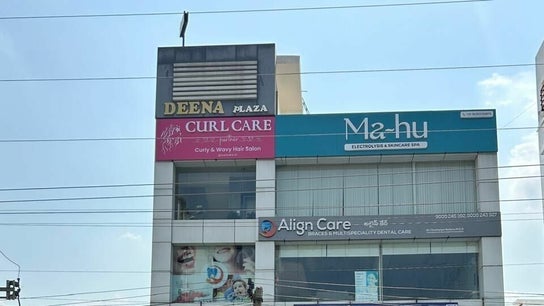 DEENA PLAZA
CURL CARE
Curly & Wavy Hair Salon
Ma-hu
ELECTROLYSIS & SKINCARE SPA
Align Care అలైన్ కేర్
BRACES & MULTISPECIALITY DENTAL CARE